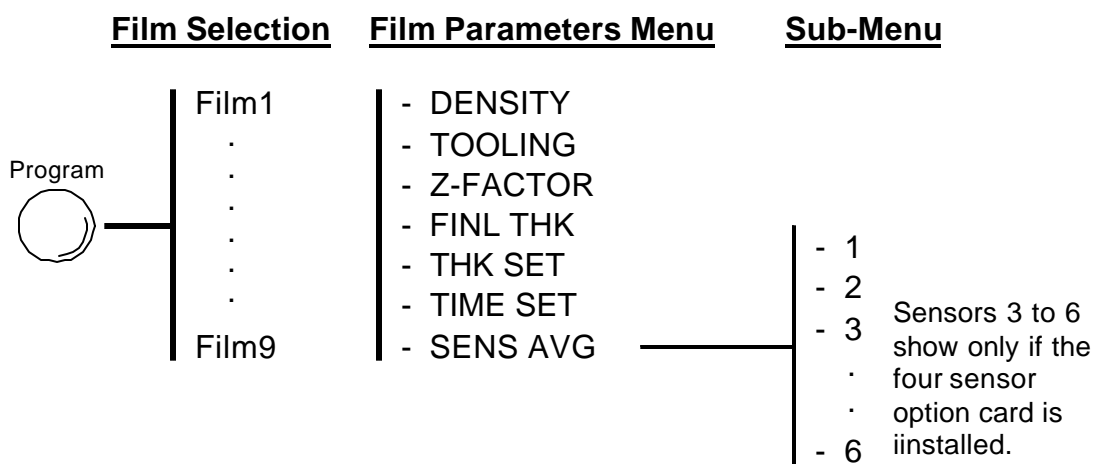 Film Selection
Film Parameters Menu
Sub-Menu
Program
Film1
.
.
.
.
.
.
Film9
- DENSITY
- TOOLING
- Z-FACTOR
- FINL THK
- THK SET
- TIME SET
- SENS AVG
- 1
- 2
- 3
.
.
- 6
Sensors 3 to 6
show only if the
four sensor
option card is
iinstalled.